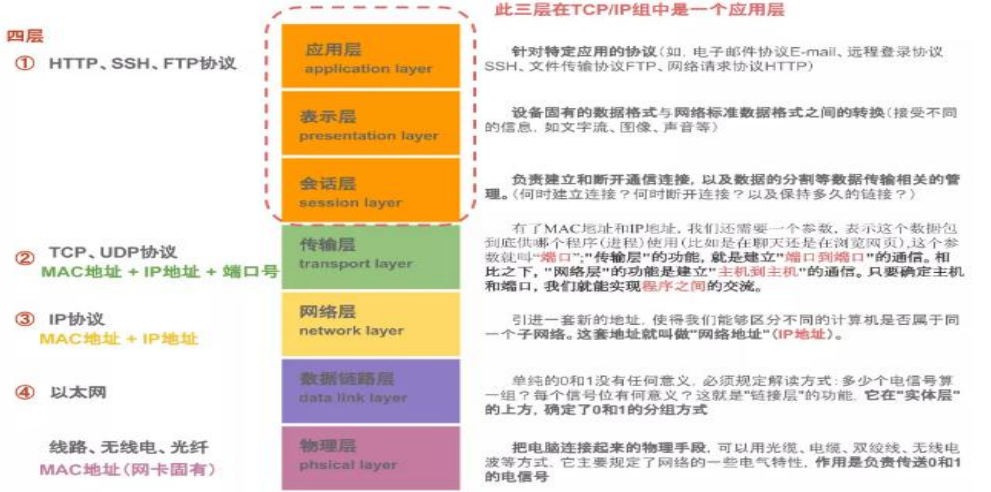 此三层在TCP/IP组中是一个应用层
四层
① HTTP、SSH、FTP协议
应用层
application layer
针对特定应用的协议(如, 电子邮件协议E-mail、远程登录协议
SSH、文件传输协议FTP、网络请求协议HTTP)
表示层
presentation layer
设备固有的数据格式与网络标准数据格式之间的转换(接受不同
的信息, 如文字流、图像、声音等)
会话层
session layer
负责建立和断开通信连接, 以及数据的分割等数据传输相关的管
理。(何时建立连接？何时断开连接？以及保持多久的链接？)
② TCP、UDP协议
MAC地址 + IP地址 + 端口号
传输层
transport layer
有了MAC地址和IP地址, 我们还需要一个参数, 表示这个数据包
到底供哪个程序(进程)使用(比如是在聊天还是在浏览网页),这个参
数就叫"端口";"传输层"的功能, 就是建立"端口到端口"的通信。相
比之下, "网络层"的功能是建立"主机到主机"的通信。只要确定主机
和端口, 我们就能实现程序之间的交流。
③ IP协议
MAC地址 + IP地址
网络层
network layer
引进一套新的地址, 使得我们能够区分不同的计算机是否属于同
一个子网络。这套地址就叫做"网络地址"(IP地址)。
④ 以太网
数据链路层
data link layer
单纯的0和1没有任何意义, 必须规定解读方式:多少个电信号算
一组？每个信号位有何意义？这就是"链接层"的功能, 它在"实体层"
的上方, 确定了0和1的分组方式
线路、无线电、光纤
MAC地址(网卡固有)
物理层
phsical layer
把电脑连接起来的物理手段, 可以用光缆、电缆、双绞线、无线电
波等方式, 它主要规定了网络的一些电气特性, 作用是负责传送0和1
的电信号